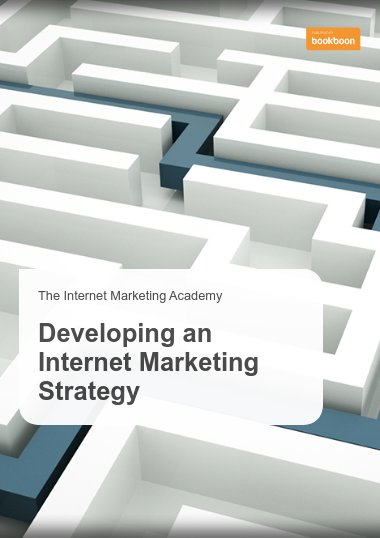 bookboon
The Internet Marketing Academy
Developing an
Internet Marketing
Strategy